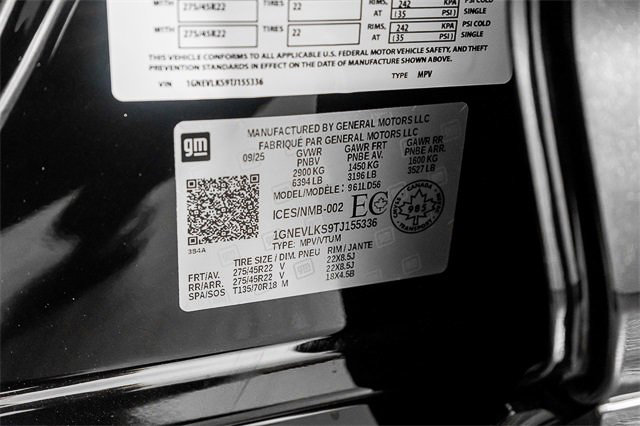 WITH 275/45R22 22 RIMS, AT 242 KPA (35 PSI) PSI COLD SINGLE
WITH 275/45R22 22 RIMS, AT 242 KPA (35 PSI) PSI COLD SINGLE
THIS VEHICLE CONFORMS TO ALL APPLICABLE U.S. FEDERAL MOTOR VEHICLE SAFETY, AND THEFT
PREVENTION STANDARDS IN EFFECT ON THE DATE OF MANUFACTURE SHOWN ABOVE.
VIN 1GNEVLKS9TJ155336 TYPE MPV
gm
MANUFACTURED BY GENERAL MOTORS LLC
FABRIQUE PAR GENERAL MOTORS LLC
09/25 GVWR GAWR FRT GAWR RR
PNBV PNBE AV. PNBE ARR.
2900 KG 1450 KG 1600 KG
6394 LB 3196 LB 3527 LB
MODEL/MODÈLE: 961LD56
ICES/NMB-002 EC
CANADA
985
TRANSPORT
1GNEVLKS9TJ155336
384A
TYPE: MPV/VTUM
TIRE SIZE / DIM. PNEU RIM / JANTE
FRT/AV. 275/45R22 V 22X8.5J
RR/ARR. 275/45R22 V 22X8.5J
SPA/SOS T135/70R18 M 18X4.5B